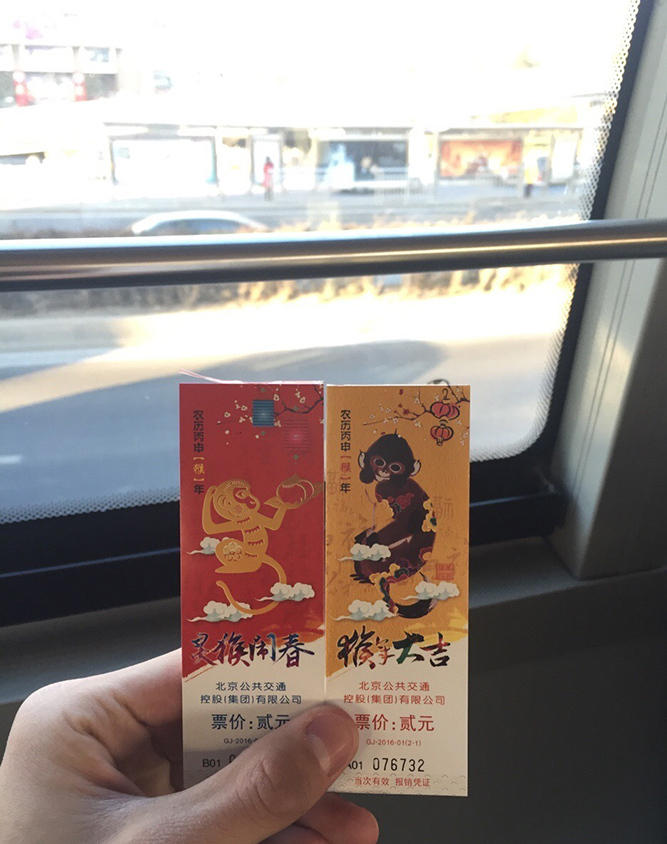 农历丙申【猴】年
灵猴闹春
北京公共交通
控股(集团)有限公司
票价:贰元
GJ-2016-
B01
农历丙申【猴】年
猴年大吉
北京公共交通
控股(集团)有限公司
票价:贰元
GJ-2016-01(2-1)
A01 076732
当次有效 报销凭证